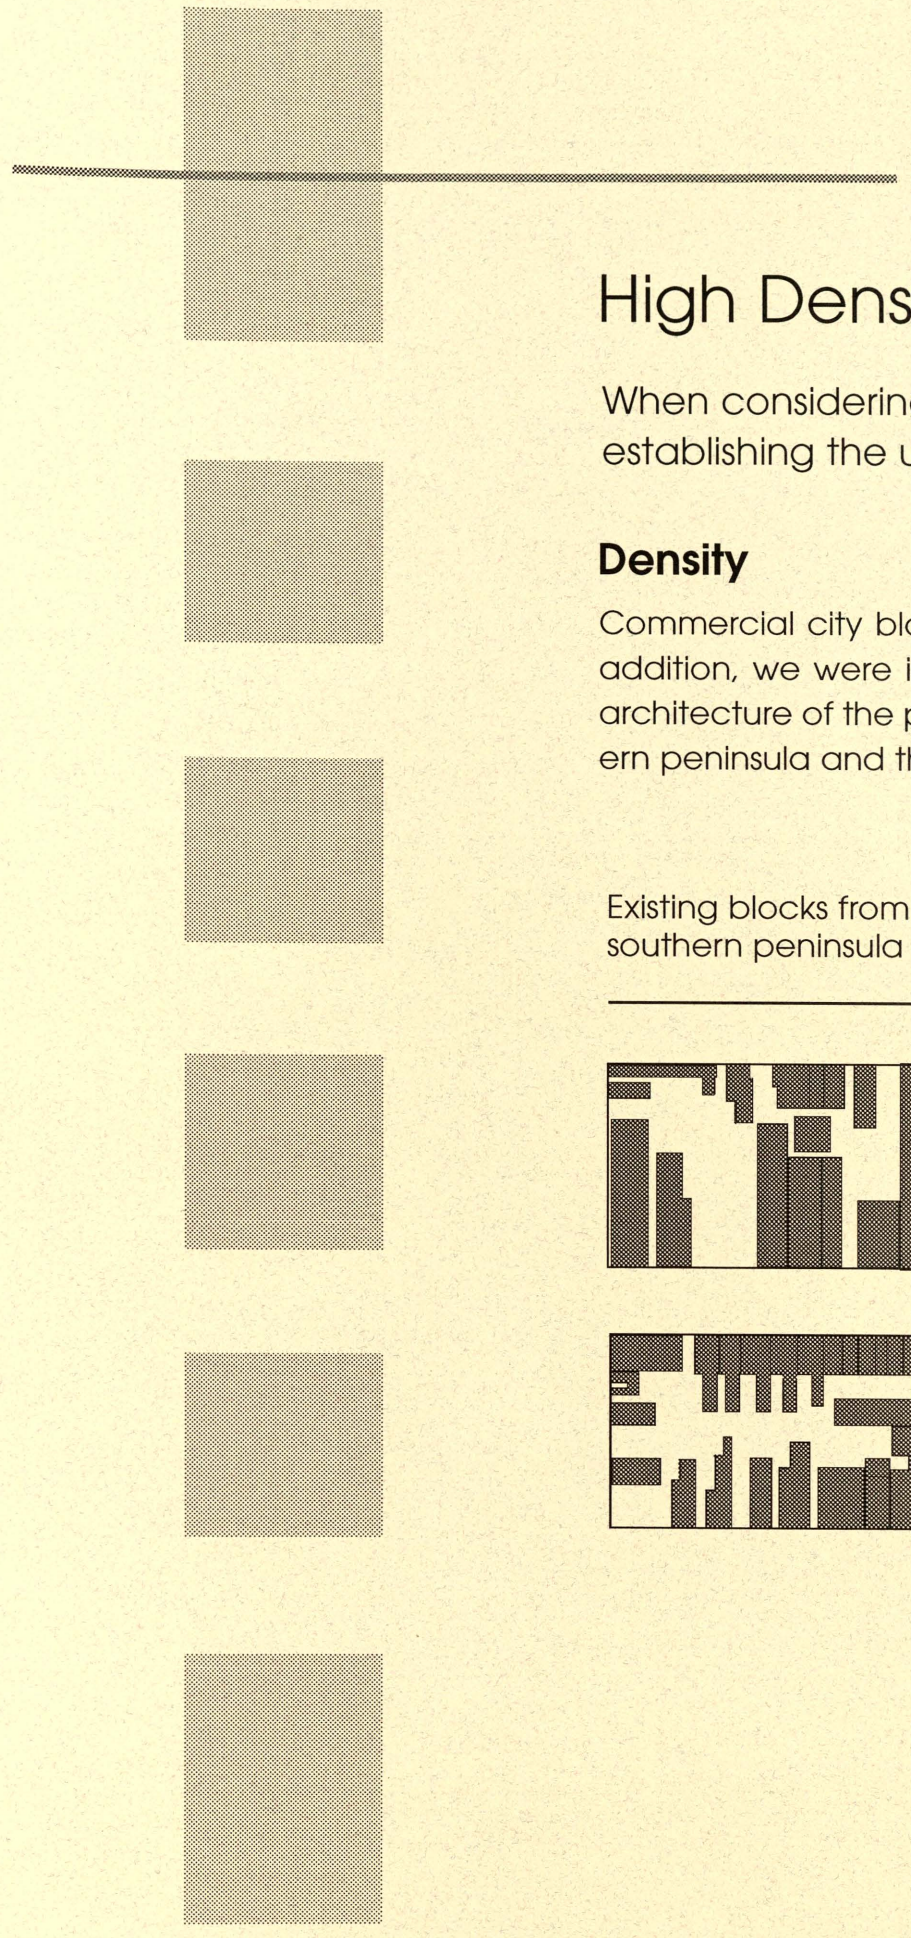 High Dens
When considerin
establishing the u
Density
Commercial city blo
addition, we were i
architecture of the p
ern peninsula and th
Existing blocks from
southern peninsula